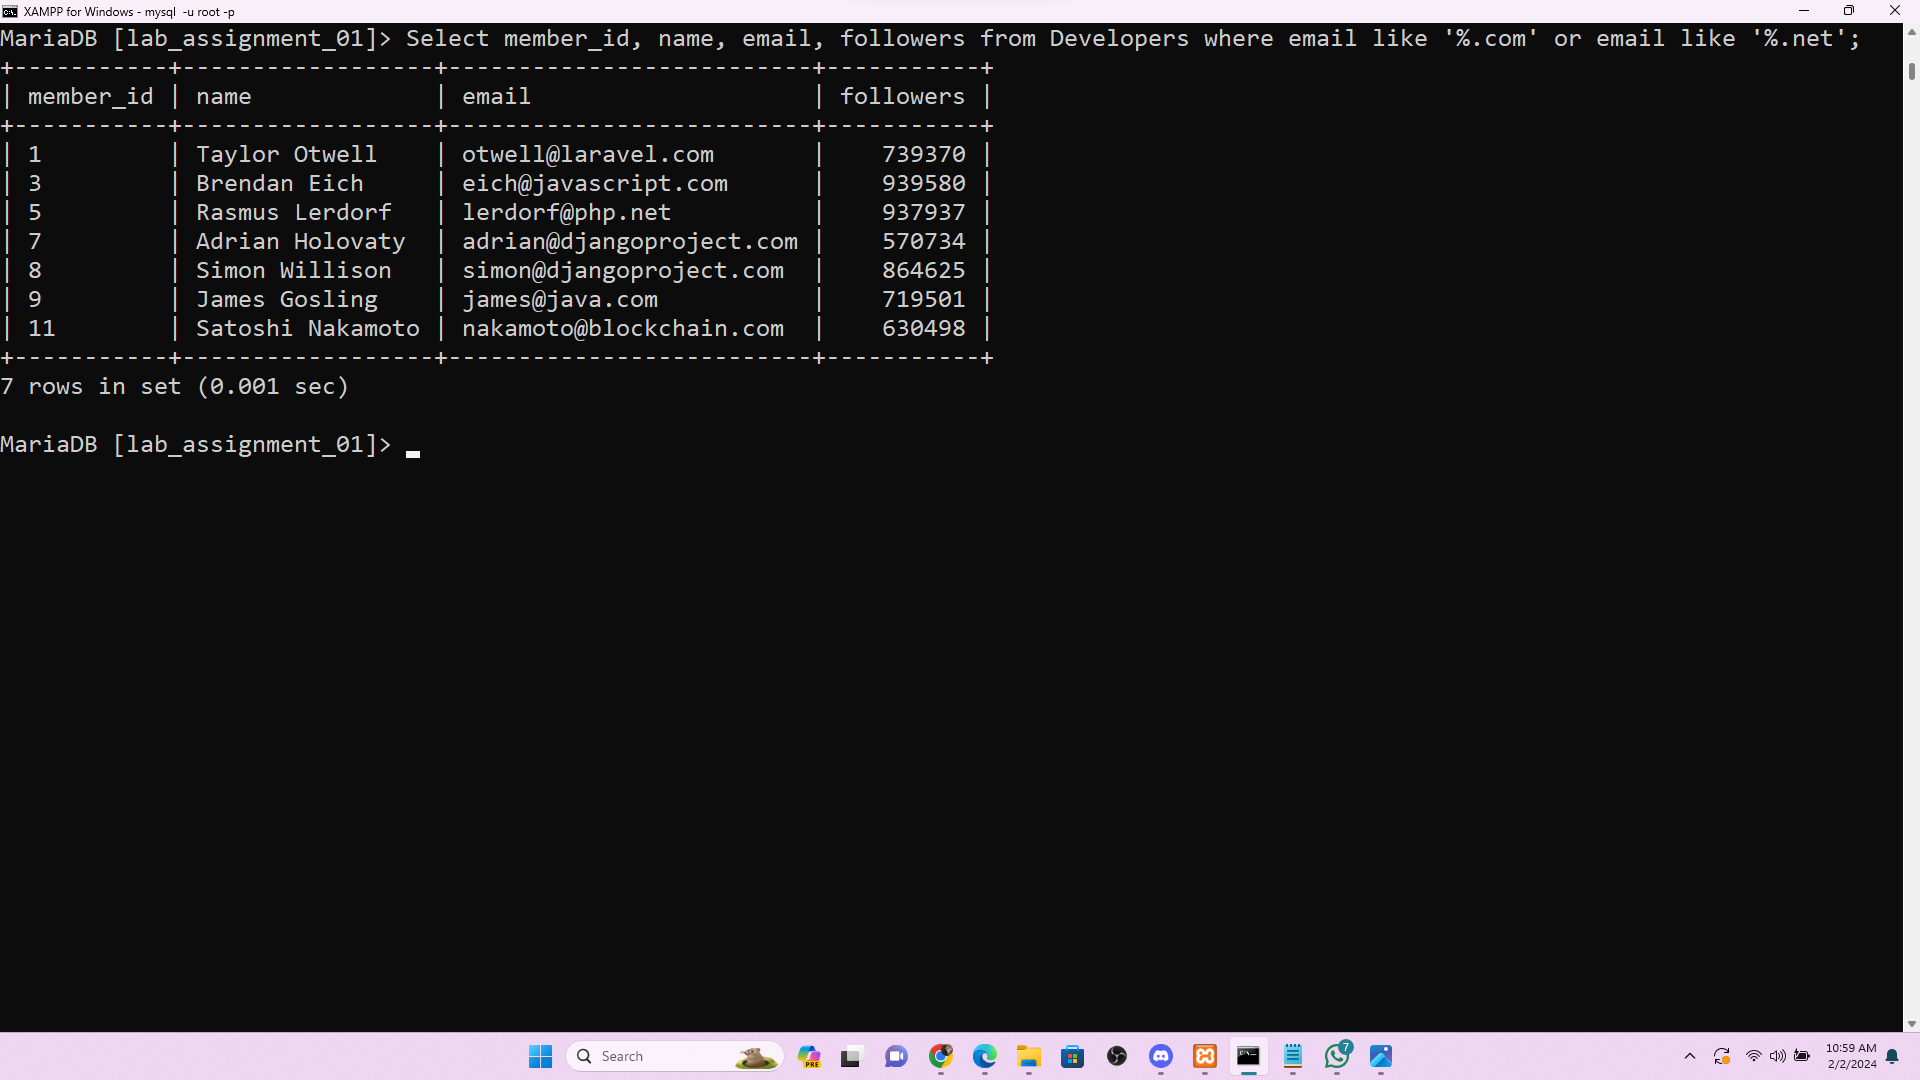 XAMPP for Windows - mysql  -u root -p
MariaDB [lab_assignment_01]> Select member_id, name, email, followers from Developers where email like '%.com' or email like '%.net';
+-----------+------------------+--------------------------+-----------+
| member_id | name             | email                    | followers |
+-----------+------------------+--------------------------+-----------+
| 1         | Taylor Otwell    | otwell@laravel.com       |    739370 |
| 3         | Brendan Eich     | eich@javascript.com      |    939580 |
| 5         | Rasmus Lerdorf   | lerdorf@php.net          |    937937 |
| 7         | Adrian Holovaty  | adrian@djangoproject.com |    570734 |
| 8         | Simon Willison   | simon@djangoproject.com  |    864625 |
| 9         | James Gosling    | james@java.com           |    719501 |
| 11        | Satoshi Nakamoto | nakamoto@blockchain.com  |    630498 |
+-----------+------------------+--------------------------+-----------+
7 rows in set (0.001 sec)
MariaDB [lab_assignment_01]>
Search
PRE
7
10:59 AM
2/2/2024